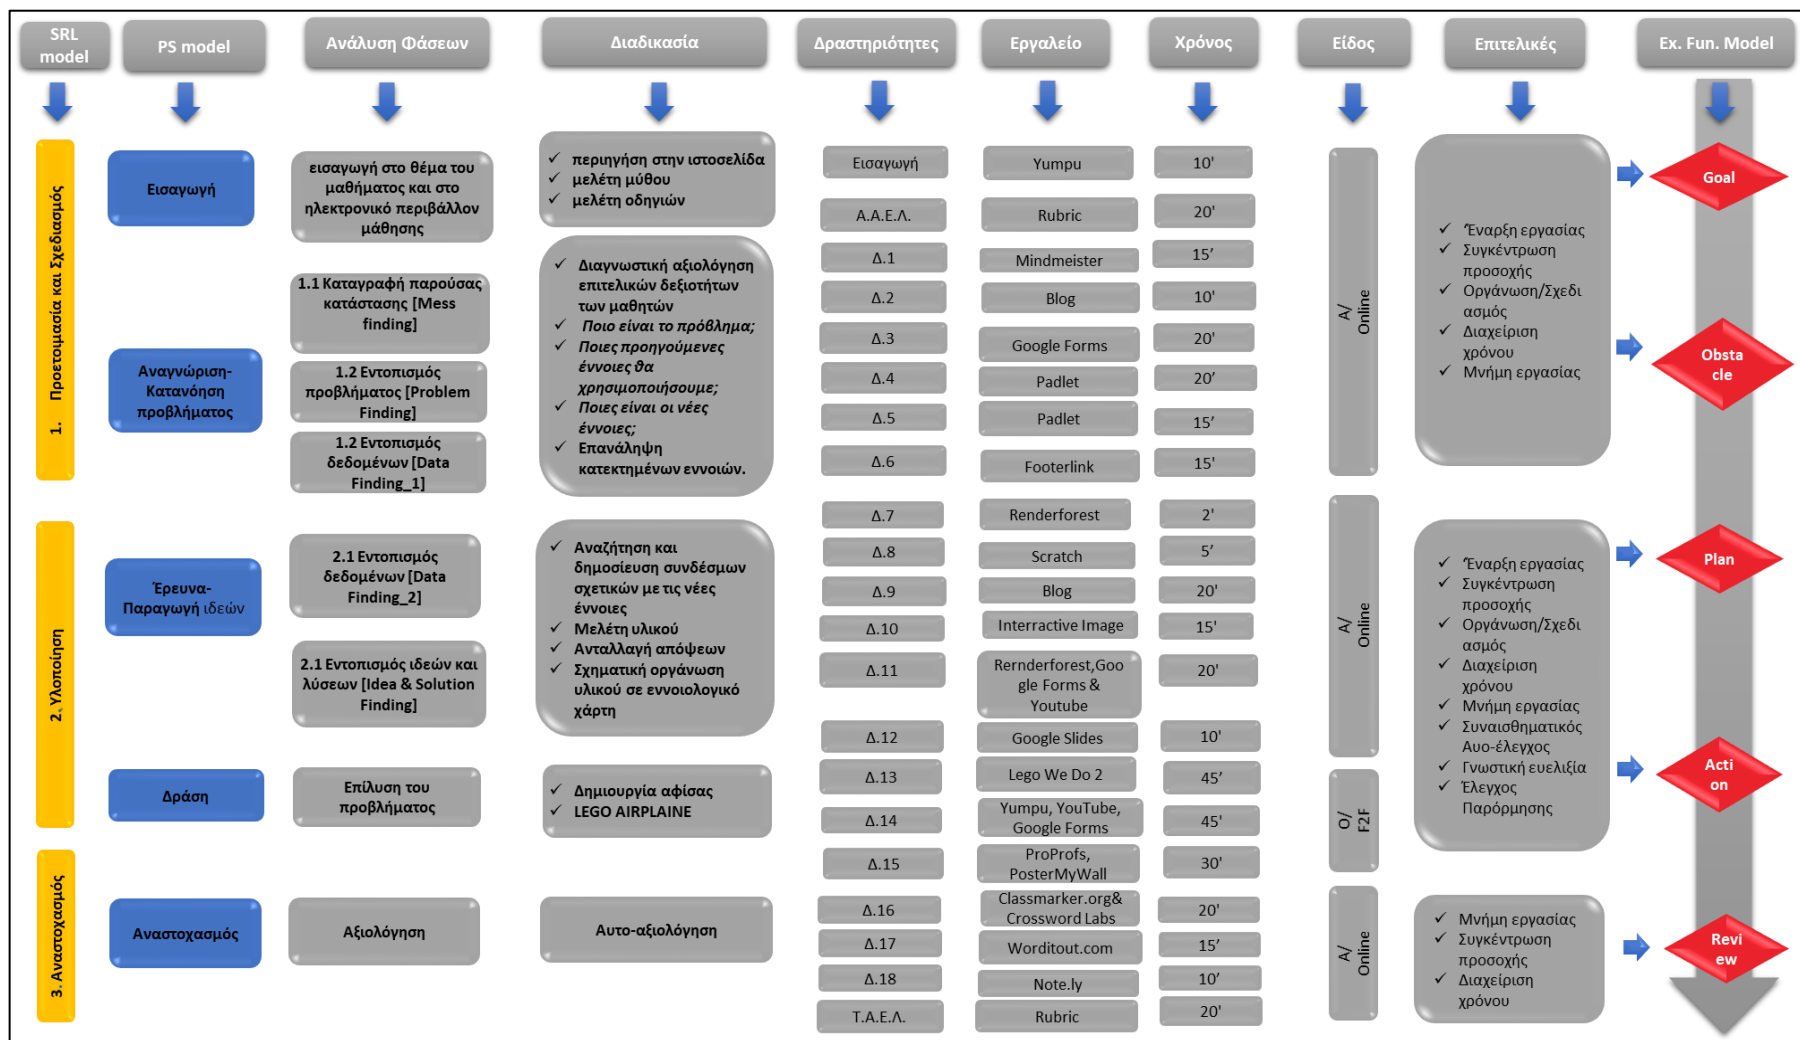 SRL
model
PS model
Ανάλυση Φάσεων
Διαδικασία
Δραστηριότητες
Εργαλείο
Χρόνος
Είδος
Επιτελικές
Ex. Fun. Model
1. Προετοιμασία και Σχεδιασμός
2. Υλοποίηση
3. Αναστοχασμός
Εισαγωγή
Αναγνώριση-
Κατανόηση
προβλήματος
Έρευνα-
Παραγωγή ιδεών
Δράση
Αναστοχασμός
εισαγωγή στο θέμα του
μαθήματος και στο
ηλεκτρονικό περιβάλλον
μάθησης
1.1 Καταγραφή παρούσας
κατάστασης [Mess
finding]
1.2 Εντοπισμός
προβλήματος [Problem
Finding]
1.2 Εντοπισμός
δεδομένων [Data
Finding_1]
2.1 Εντοπισμός
δεδομένων [Data
Finding_2]
2.1 Εντοπισμός ιδεών και
λύσεων [Idea & Solution
Finding]
Επίλυση του
προβλήματος
Αξιολόγηση
✓ περιηγήση στην ιστοσελίδα
✓ μελέτη μύθου
✓ μελέτη οδηγιών
✓ Διαγνωστική αξιολόγηση
επιτελικών δεξιοτήτων
των μαθητών
✓ Ποιο είναι το πρόβλημα;
✓ Ποιες προηγούμενες
έννοιες θα
χρησιμοποιήσουμε;
✓ Ποιες είναι οι νέες
έννοιες;
✓ Επανάληψη
κατεκτημένων εννοιών.
✓ Αναζήτηση και
δημοσίευση συνδέσμων
σχετικών με τις νέες
έννοιες
✓ Μελέτη υλικού
✓ Ανταλλαγή απόψεων
✓ Σχηματική οργάνωση
υλικού σε εννοιολογικό
χάρτη
✓ Δημιουργία αφίσας
✓ LEGO AIRPLAINE
Αυτο-αξιολόγηση
Εισαγωγή Yumpu 10'
Α.Α.Ε.Λ. Rubric 20'
Δ.1 Mindmeister 15’
Δ.2 Blog 10'
Δ.3 Google Forms 20'
Δ.4 Padlet 20’
Δ.5 Padlet 15’
Δ.6 Footerlink 15'
Δ.7 Renderforest 2'
Δ.8 Scratch 5’
Δ.9 Blog 20'
Δ.10 Interractive Image 15'
Δ.11 Rernderforest,Goo
gle Forms &
Youtube 20'
Δ.12 Google Slides 10'
Δ.13 Lego We Do 2 45’
Δ.14 Yumpu, YouTube,
Google Forms 45'
Δ.15 ProProfs,
PosterMyWall 30'
Δ.16 Classmarker.org&
Crossword Labs 20'
Δ.17 Worditout.com 15’
Δ.18 Note.ly 10’
Τ.Α.Ε.Λ. Rubric 20'
Α/
Online
Α/
Online
Ο/
F2F
Α/
Online
✓ Έναρξη εργασίας
✓ Συγκέντρωση
προσοχής
✓ Οργάνωση/Σχεδι
ασμός
✓ Διαχείριση
χρόνου
✓ Μνήμη εργασίας
✓ Έναρξη εργασίας
✓ Συγκέντρωση
προσοχής
✓ Οργάνωση/Σχεδι
ασμός
✓ Διαχείριση
χρόνου
✓ Μνήμη εργασίας
✓ Συναισθηματικός
Αυο-έλεγχος
✓ Γνωστική ευελιξία
✓ Έλεγχος
Παρόρμησης
✓ Μνήμη εργασίας
✓ Συγκέντρωση
προσοχής
✓ Διαχείριση
χρόνου
Goal
Obsta
cle
Plan
Acti
on
Revi
ew